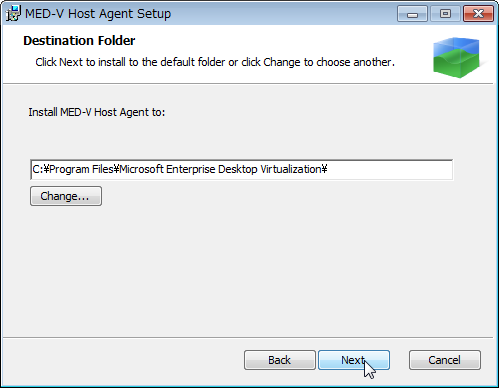 MED-V Host Agent Setup
Destination Folder
Click Next to install to the default folder or click Change to choose another.
Install MED-V Host Agent to:
C:¥Program Files¥Microsoft Enterprise Desktop Virtualization¥
Change...
Back Next Cancel